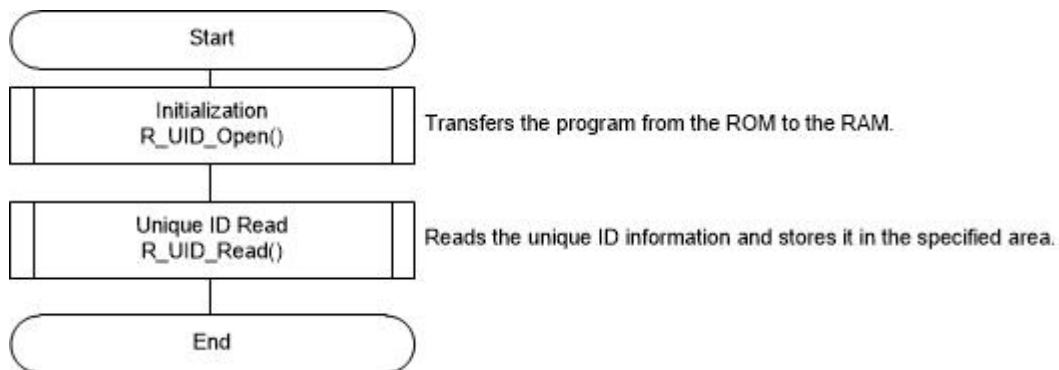 Start
Initialization
R_UID_Open()
Transfers the program from the ROM to the RAM.
Unique ID Read
R_UID_Read()
Reads the unique ID information and stores it in the specified area.
End